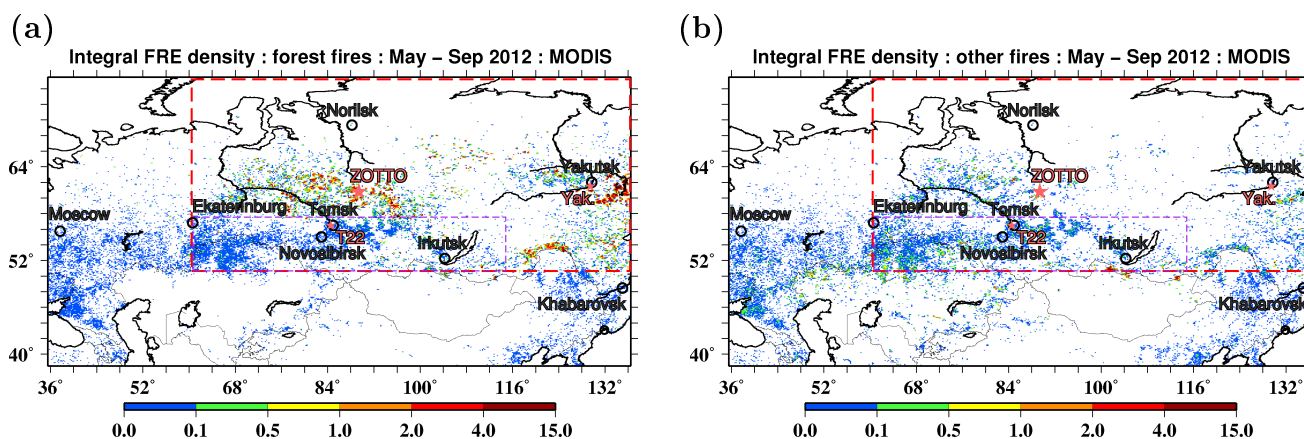 (a)
Integral FRE density : forest fires : May – Sep 2012 : MODIS
Norilsk
64°
Yakutsk
ZOTTO
Yak.
Ekaterinburg
Tomsk
Moscow
T22
Novosibirsk
Irkutsk
52°
Khabarovsk
40°
36° 52° 68° 84° 100° 116° 132°
0.0 0.1 0.5 1.0 2.0 4.0 15.0
(b)
Integral FRE density : other fires : May – Sep 2012 : MODIS
Norilsk
64°
Yakutsk
ZOTTO
Yak.
Ekaterinburg
Tomsk
Moscow
T22
Novosibirsk
Irkutsk
52°
Khabarovsk
40°
36° 52° 68° 84° 100° 116° 132°
0.0 0.1 0.5 1.0 2.0 4.0 15.0